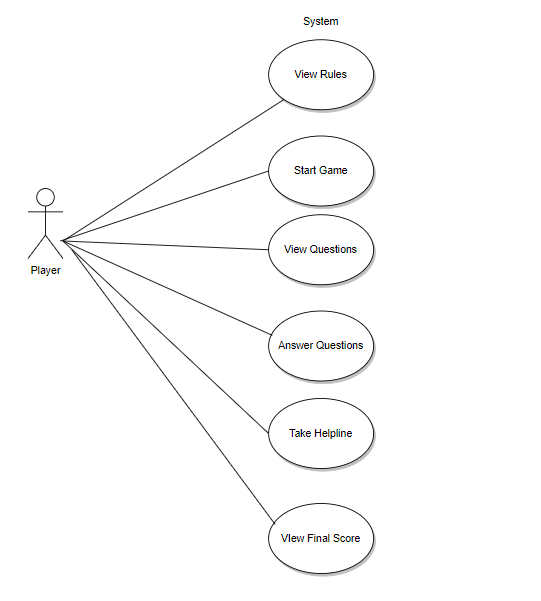 System
View Rules
Start Game
View Questions
Player
Answer Questions
Take Helpline
VIew Final Score